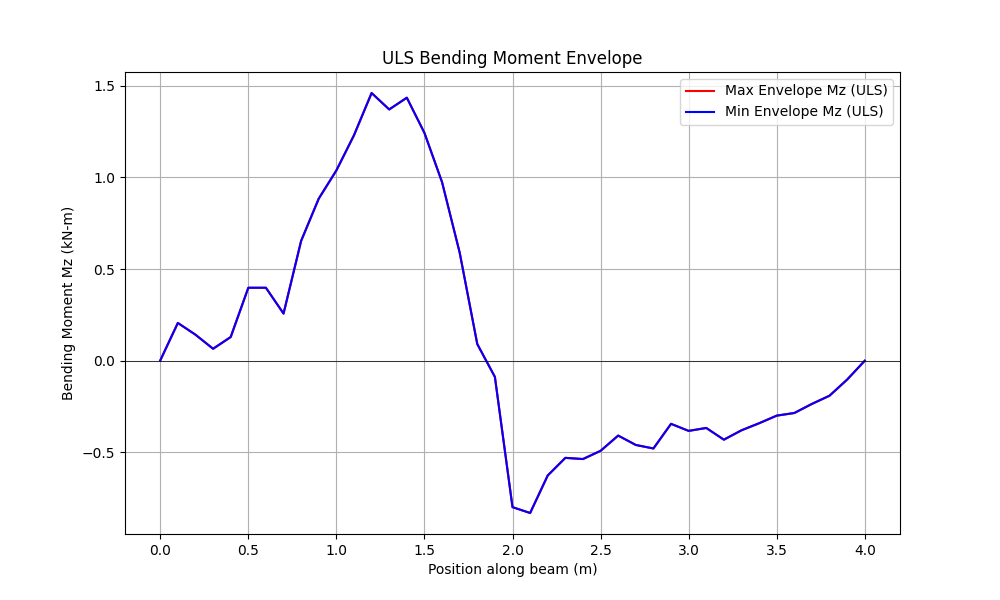 ULS Bending Moment Envelope
Max Envelope Mz (ULS)
Min Envelope Mz (ULS)
Bending Moment Mz (kN-m)
1.5
1.0
0.5
0.0
−0.5
0.0 0.5 1.0 1.5 2.0 2.5 3.0 3.5 4.0
Position along beam (m)